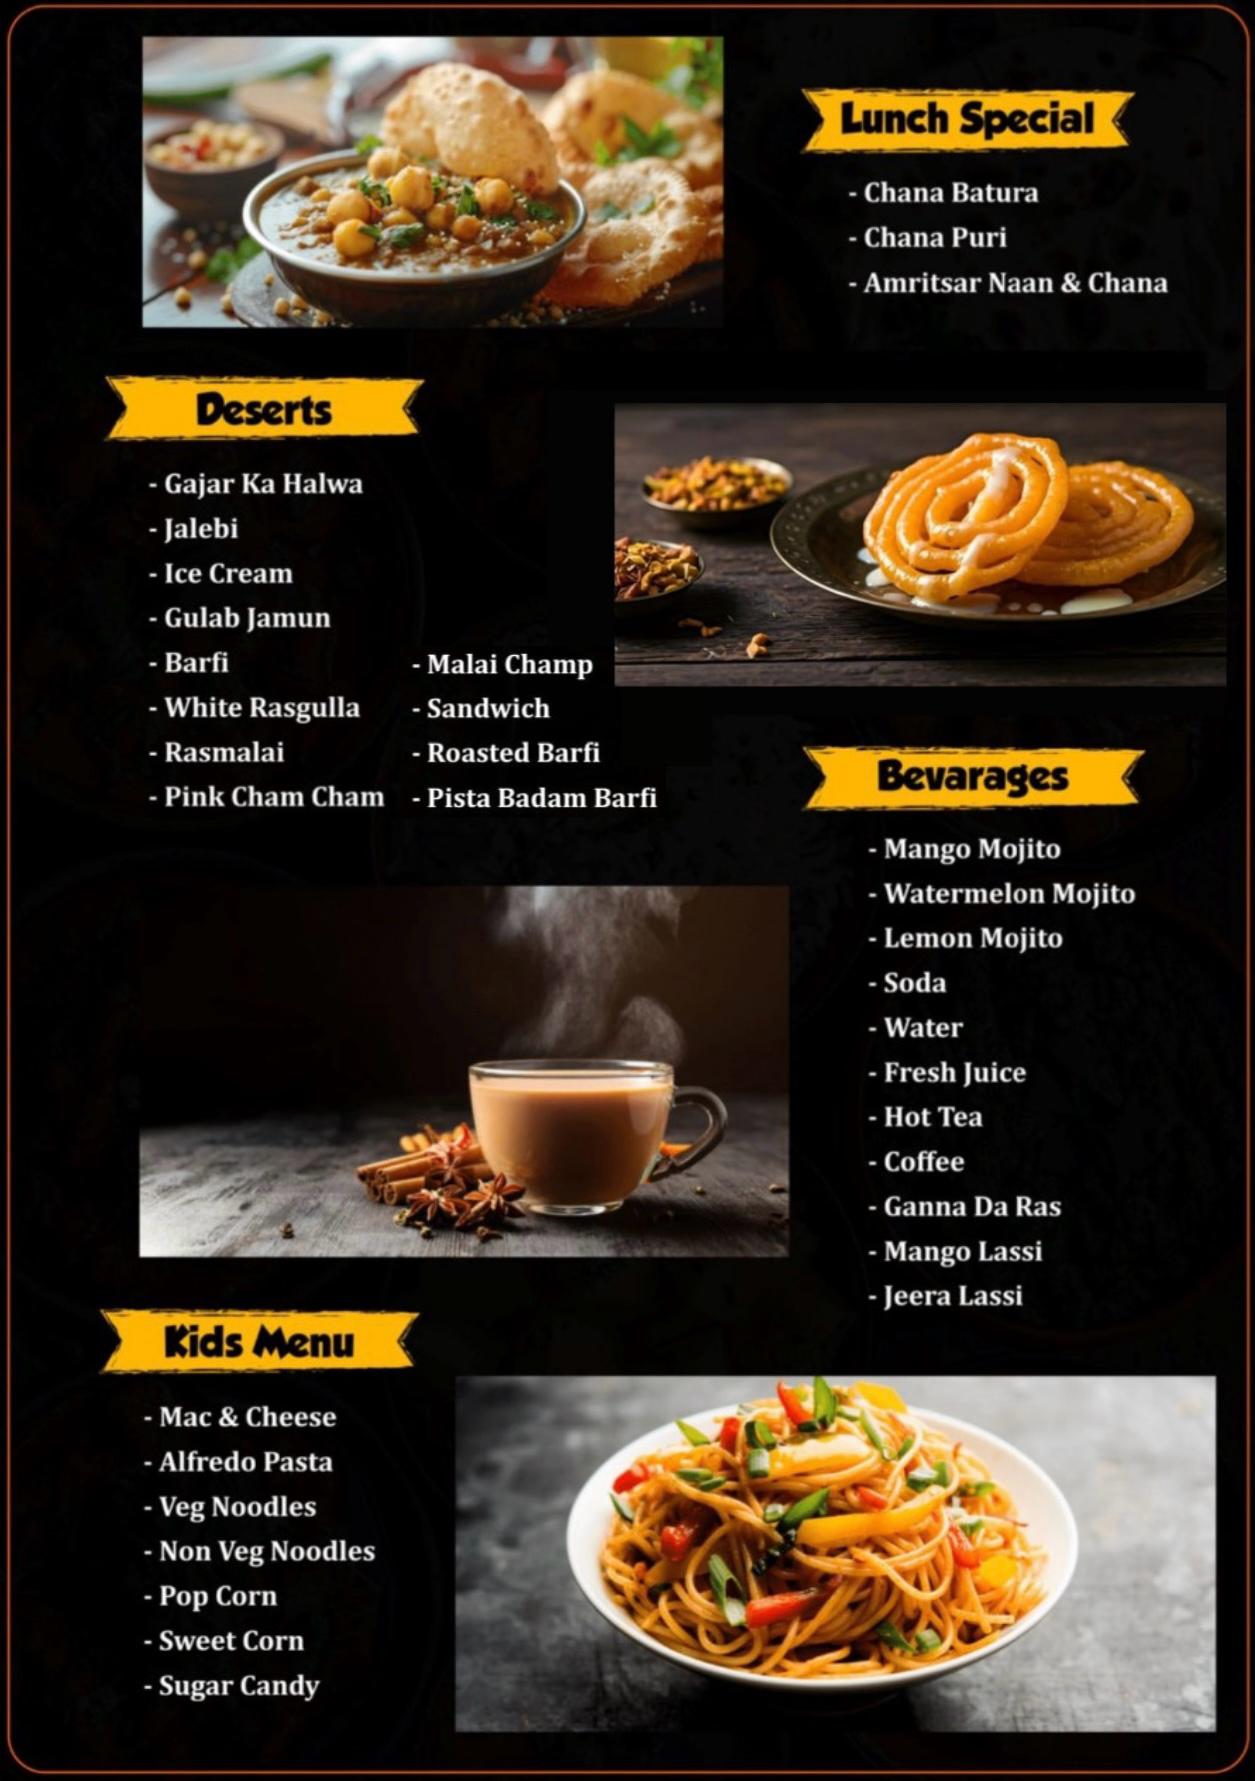 Lunch Special
- Chana Batura
- Chana Puri
- Amritsar Naan & Chana
Deserts
- Gajar Ka Halwa
- Jalebi
- Ice Cream
- Gulab Jamun
- Barfi
- White Rasgulla
- Rasmalai
- Pink Cham Cham
- Malai Champ
- Sandwich
- Roasted Barfi
- Pista Badam Barfi
Bevarages
- Mango Mojito
- Watermelon Mojito
- Lemon Mojito
- Soda
- Water
- Fresh Juice
- Hot Tea
- Coffee
- Ganna Da Ras
- Mango Lassi
- Jeera Lassi
Kids Menu
- Mac & Cheese
- Alfredo Pasta
- Veg Noodles
- Non Veg Noodles
- Pop Corn
- Sweet Corn
- Sugar Candy